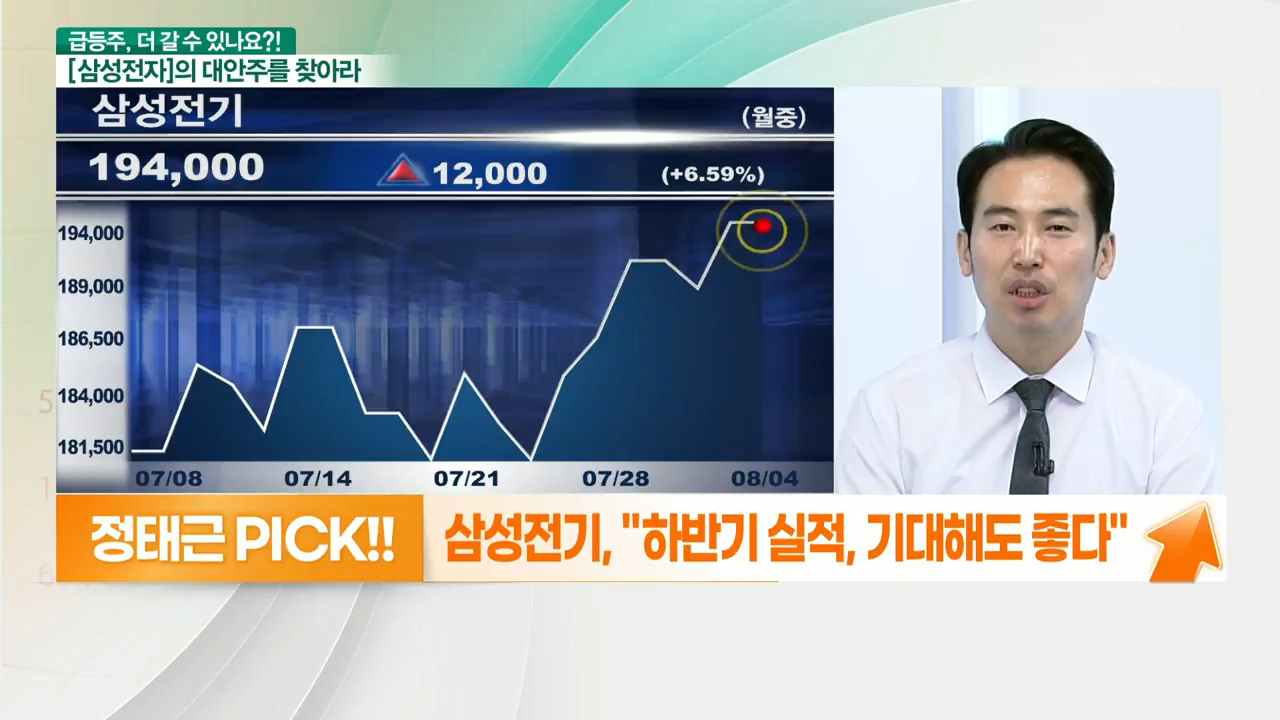 급등주, 더 갈 수 있나요?!
[삼성전자]의 대안주를 찾아라
삼성전기
(월중)
194,000
12,000
(+6.59%)
194,000
189,000
186,500
184,000
181,500
07/08
07/14
07/21
07/28
08/04
5
1
6
정태근 PICK!!
삼성전기, "하반기 실적, 기대해도 좋다"